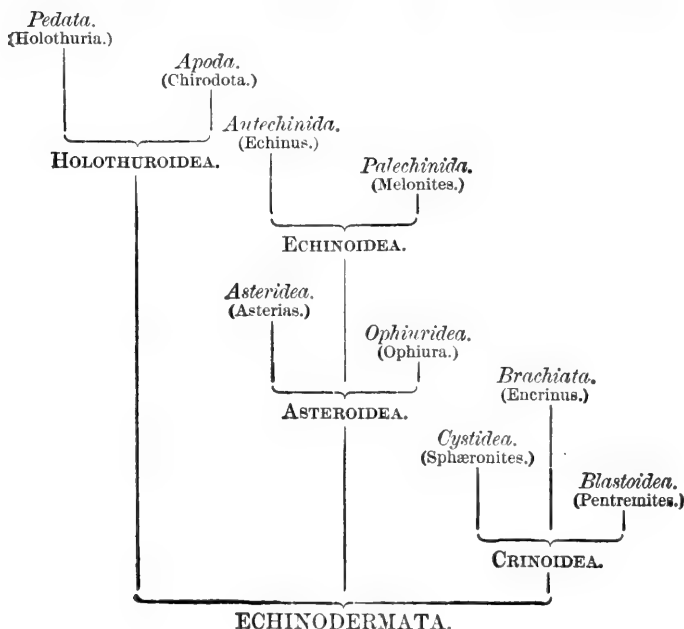 Pedata.
(Holothuria.)
Apoda.
(Chirodota.)
Autechinida.
(Echinus.)
HOLOTHUROIDEA.
Palechinida.
(Melonites.)
ECHINOIDEA.
Asteridea.
(Asterias.)
Ophiuridea.
(Ophiura.)
Brachiata.
(Encrinus.)
ASTEROIDEA.
Cystidea.
(Sphæronites.)
Blastoidea.
(Pentremites.)
CRINOIDEA.
ECHINODERMATA.